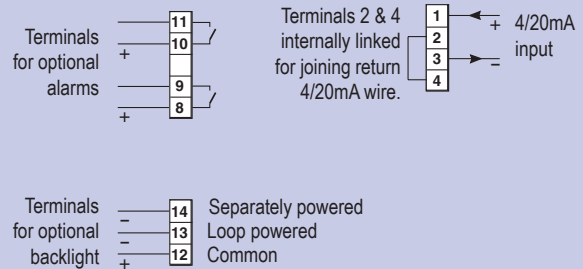 Terminals
for optional
alarms
11
10
+
9
8
+
Terminals 2 & 4
internally linked
for joining return
4/20mA wire.
1
2
3
4
+
–
4/20mA
input
Terminals
for optional
backlight
–
–
+
14
13
12
Separately powered
Loop powered
Common